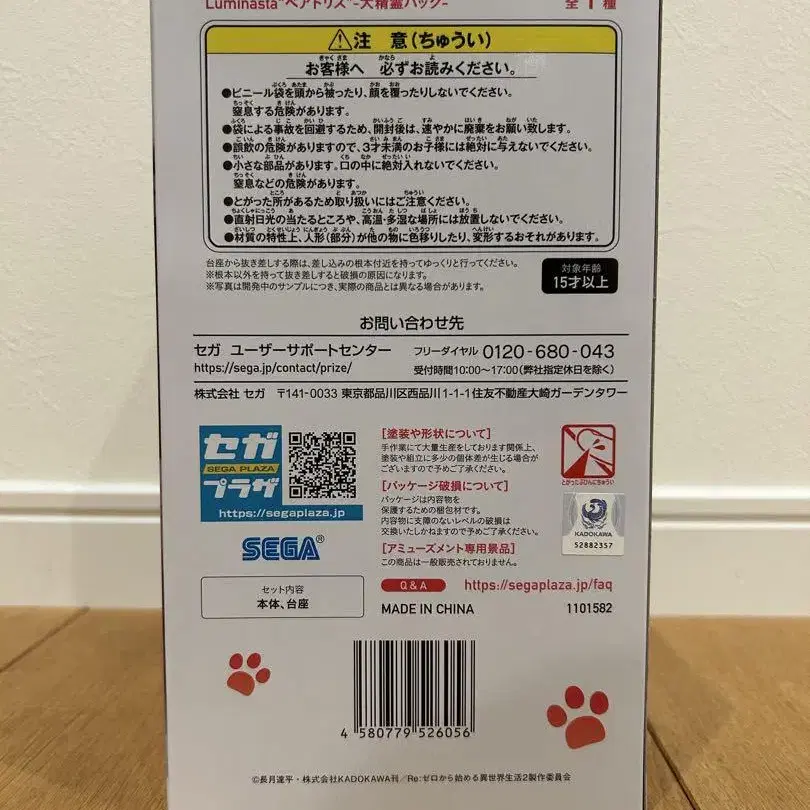 Luminasta"ベアトリス"-大精霊パック-
全1種
⚠注 意(ちゅうい)
お客様へ 必ずお読みください。
●ビニール袋を頭から被ったり、顔を覆ったりしないでください。
窒息する危険があります。
●袋による事故を回避するため、開封後は、速やかに廃棄をお願い致します。
●誤飲の危険がありますので、3才未満のお子様には絶対に与えないでください。
●小さな部品があります。口の中に絶対入れないでください。
窒息などの危険があります。
●とがった所があるため取り扱いにはご注意ください。
●直射日光の当たるところや、高温・多湿な場所には放置しないでください。
●材質の特性上、人形(部分)が他の物に色移りしたり、変形するおそれがあります。
台座から抜き差しする際は、差し込みの根本付近を持ってゆっくりと行ってください。
※根本以外を持って抜き差しすると破損の原因になります。
※写真は開発中のサンプルにつき、実際の商品とは異なる場合があります。
対象年齢
15才以上
お問い合わせ先
セガ ユーザーサポートセンター
https://sega.jp/contact/prize/
フリーダイヤル 0120-680-043
受付時間10:00~17:00(弊社指定休日を除く)
株式会社 セガ 〒141-0033 東京都品川区西品川1-1-1住友不動産大崎ガーデンタワー
セガ
SEGA PLAZA
プラザ
https://segaplaza.jp
SEGA®
[塗装や形状について]
手作業にて大量生産をしております関係上、
塗装や組立に多少の個体差が生じる場合が
ございますので予めご了承ください。
[パッケージ破損について]
パッケージは内容物を
保護するための梱包材です。
内容物に支障のないレベルの破損は
交換いたしかねますので予めご了承ください。
[アミューズメント専用景品]
この商品は一般販売されておりません。
とがったぶひんにちゅうい
KADOKAWA
52882357
セット内容
本体、台座
Q&A
https://segaplaza.jp/faq
MADE IN CHINA
1101582
4 580779 526056
©長月達平・株式会社KADOKAWA刊/Re:ゼロから始める異世界生活2製作委員会